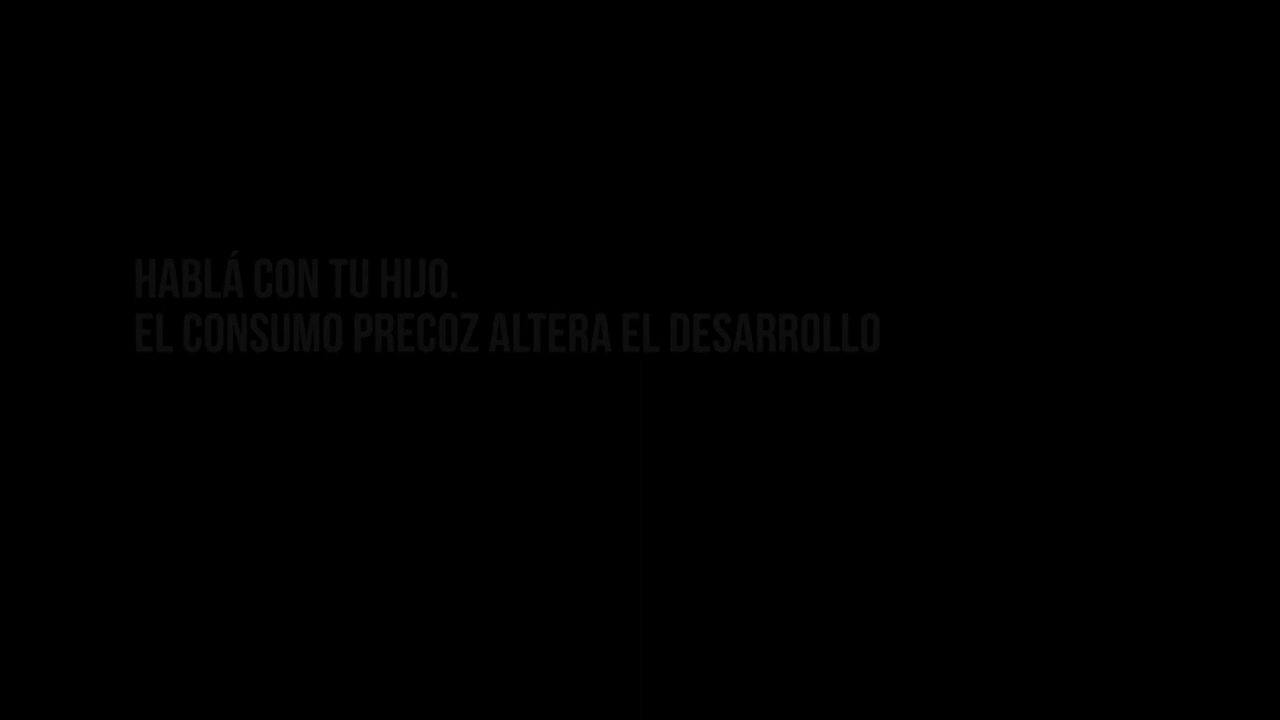 HABLÁ CON TU HIJO.
EL CONSUMO PRECOZ ALTERA EL DESARROLLO